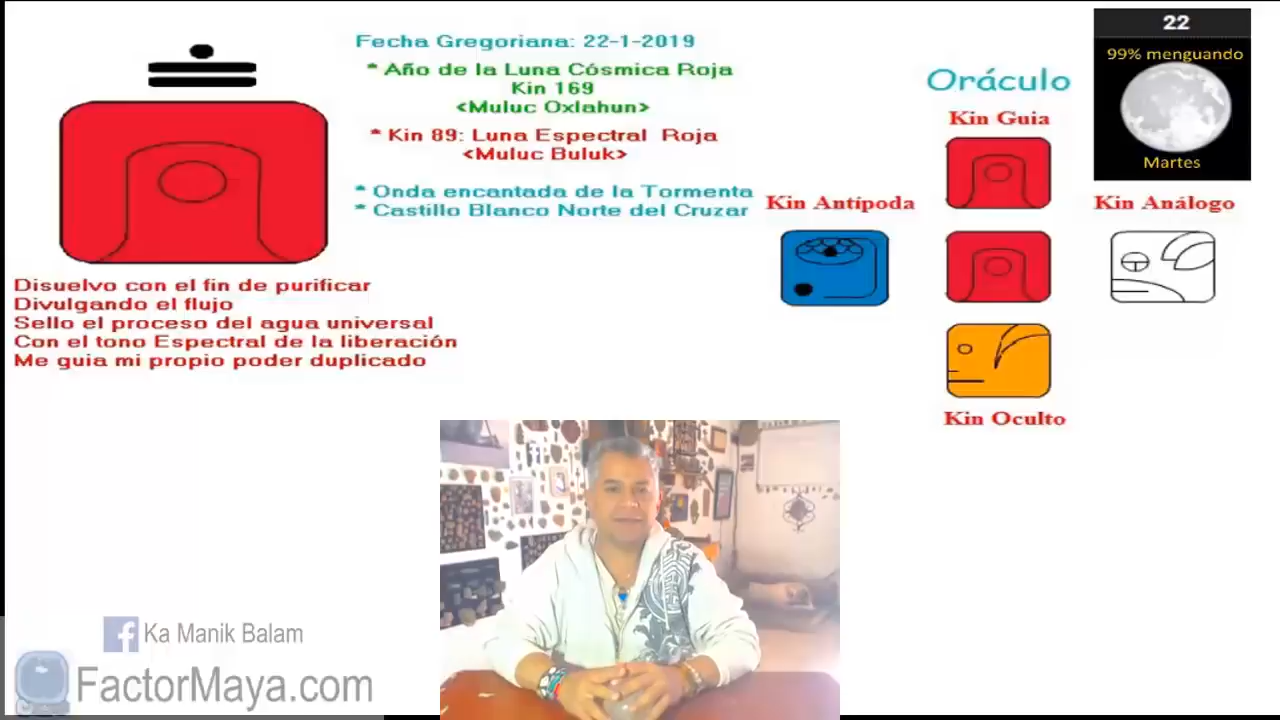 Fecha Gregoriana: 22-1-2019
* Año de la Luna Cósmica Roja
Kin 169
<Muluc Oxlahun>
* Kin 89: Luna Espectral Roja
<Muluc Buluk>
* Onda encantada de la Tormenta
* Castillo Blanco Norte del Cruzar
Disuelvo con el fin de purificar
Divulgando el flujo
Sello el proceso del agua universal
Con el tono Espectral de la liberación
Me guia mi propio poder duplicado
Oráculo
Kin Guia
Kin Antípoda
Kin Análogo
Kin Oculto
22
99% menguando
Martes
Ka Manik Balam
FactorMaya.com